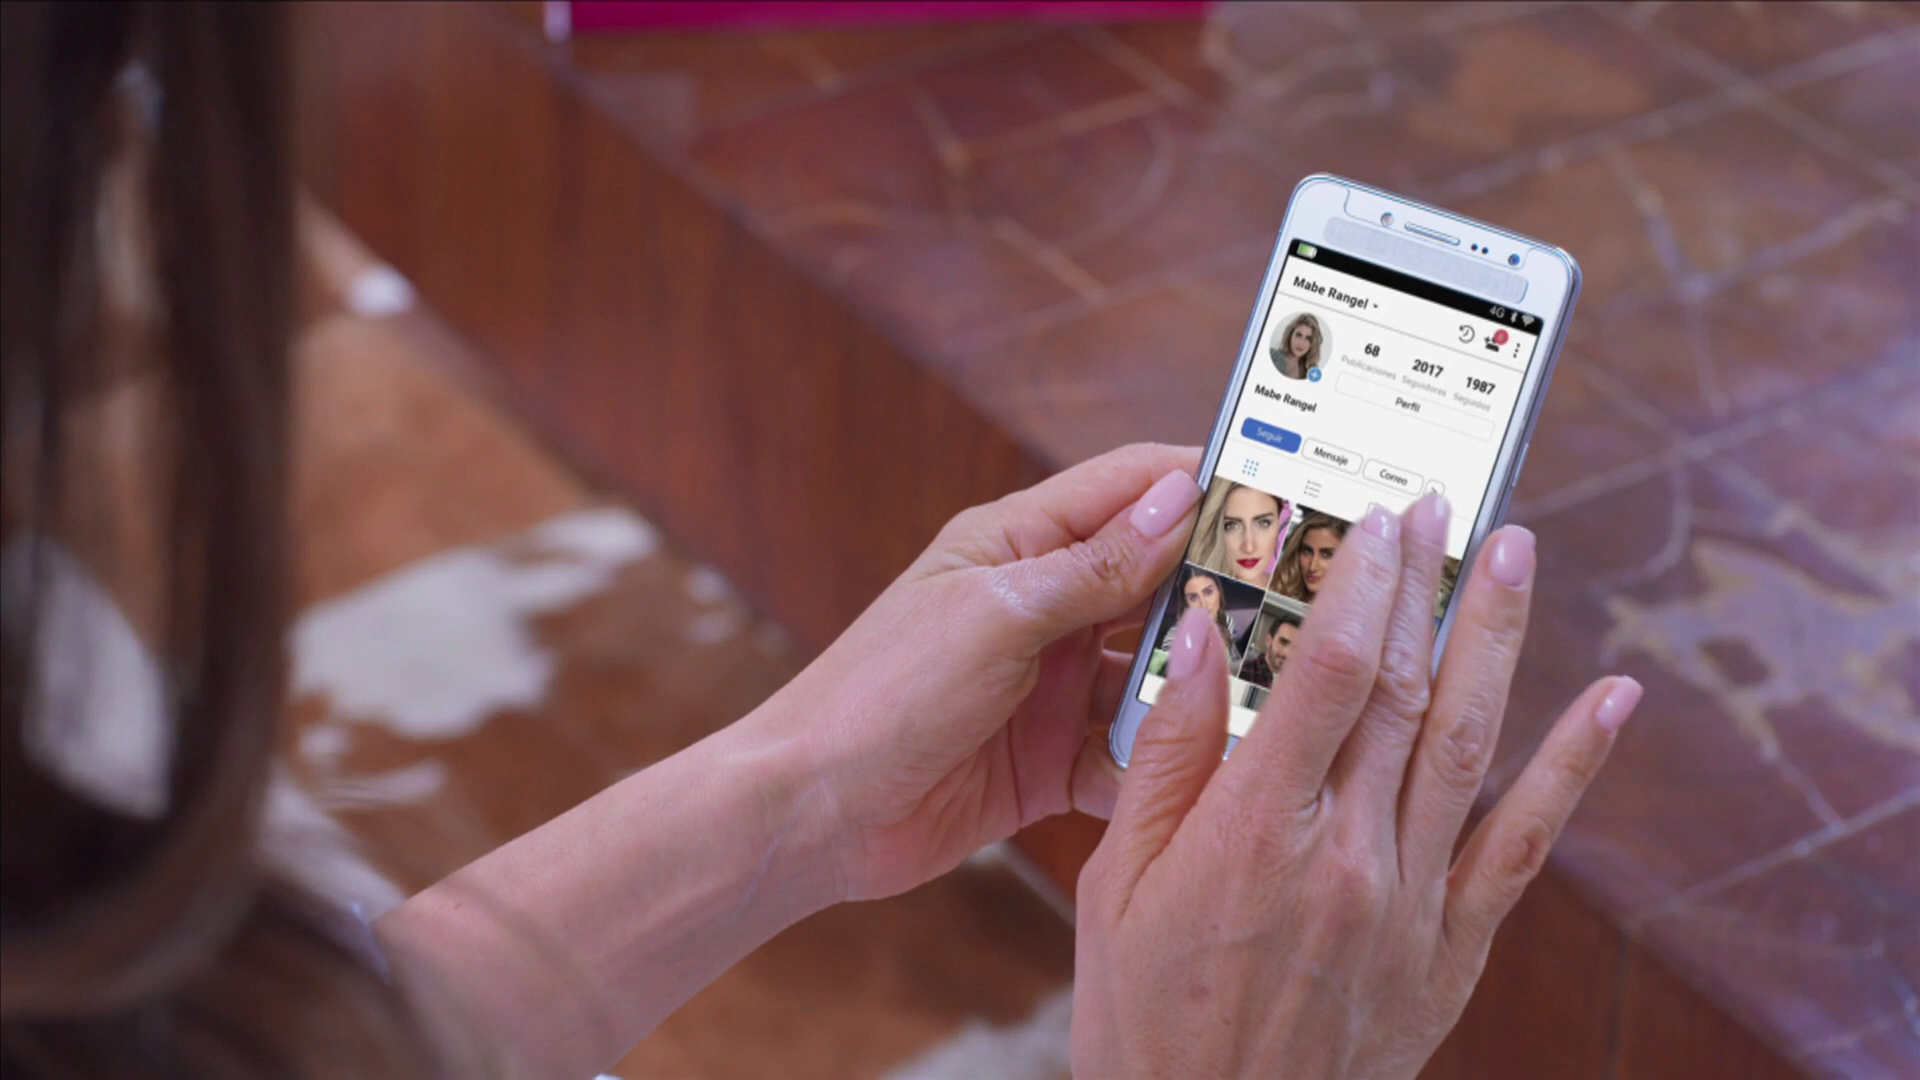 4G
Mabe Rangel
68 2017 1987
Publicaciones Seguidores Seguidos
Perfil
Mabe Rangel
Seguir Mensaje Correo